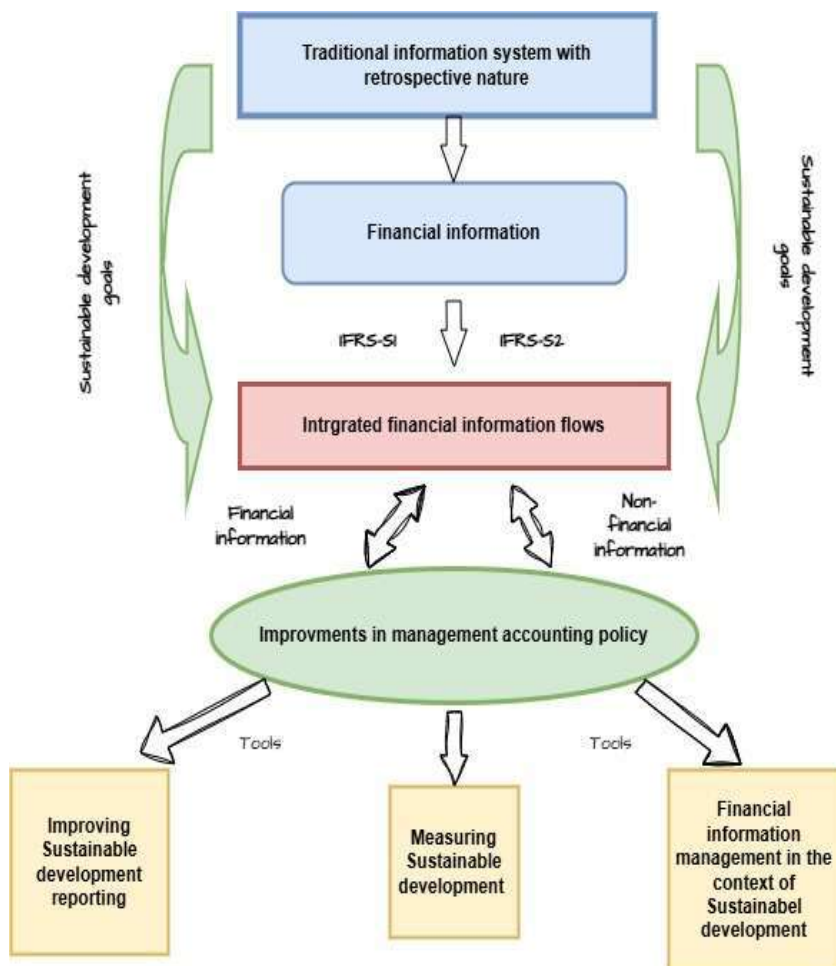 Traditional information system with
retrospective nature
Sustainable development
goals
Sustainable development
goals
Financial information
IFRS-S1
IFRS-S2
Intrgrated financial information flows
Financial
information
Non-
financial
information
Improvments in management accounting policy
Tools
Tools
Improving
Sustainable
development
reporting
Measuring
Sustainable
development
Financial
information
management in the
context of
Sustainabel
development